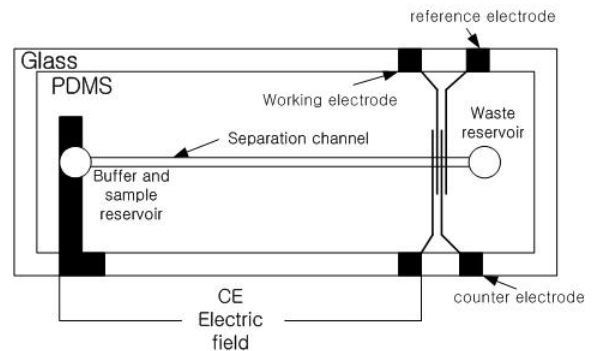 reference electrode
Glass
PDMS
Working electrode
Waste
reservoir
Separation channel
Buffer and
sample
reservoir
counter electrode
CE
Electric
field